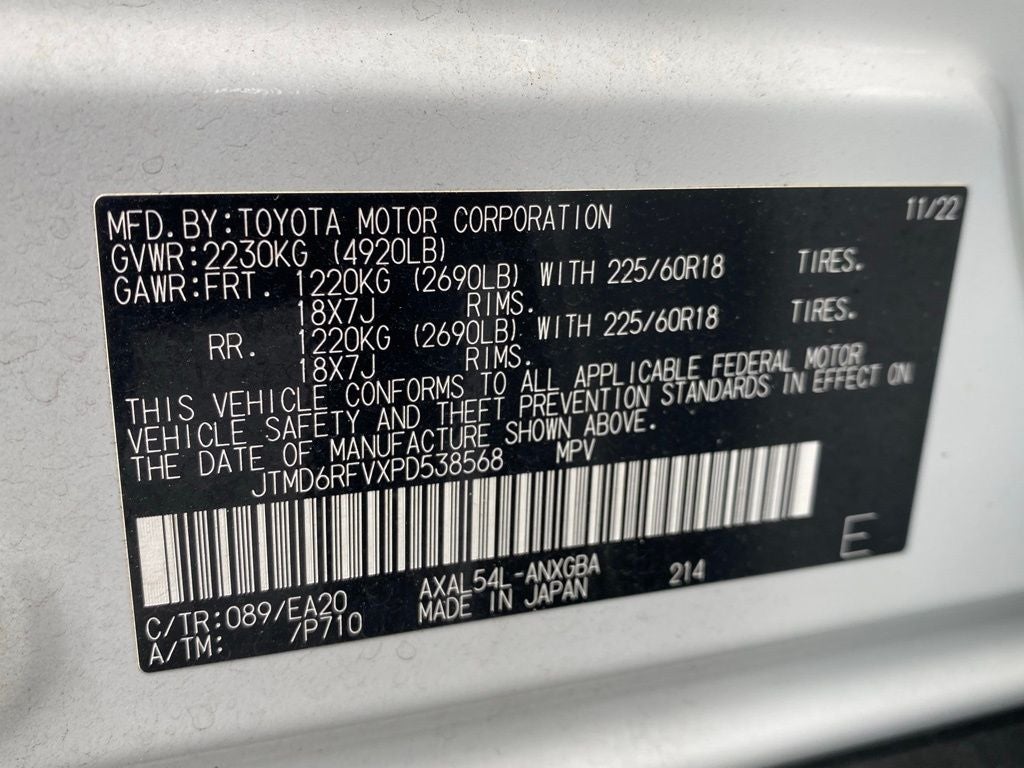 11/22
MFD.BY:TOYOTA MOTOR CORPORATION
GVWR:2230KG (4920LB)
GAWR:FRT. 1220KG (2690LB) WITH 225/60R18 TIRES.
18X7J RIMS.
RR. 1220KG (2690LB) WITH 225/60R18 TIRES.
18X7J RIMS.
THIS VEHICLE CONFORMS TO ALL APPLICABLE FEDERAL MOTOR
VEHICLE SAFETY AND THEFT PREVENTION STANDARDS IN EFFECT ON
THE DATE OF MANUFACTURE SHOWN ABOVE.
JTMD6RFVXPD538568 MPV
E
C/TR:089/EA20 AXAL54L-ANXGBA 214
A/TM: /P710 MADE IN JAPAN